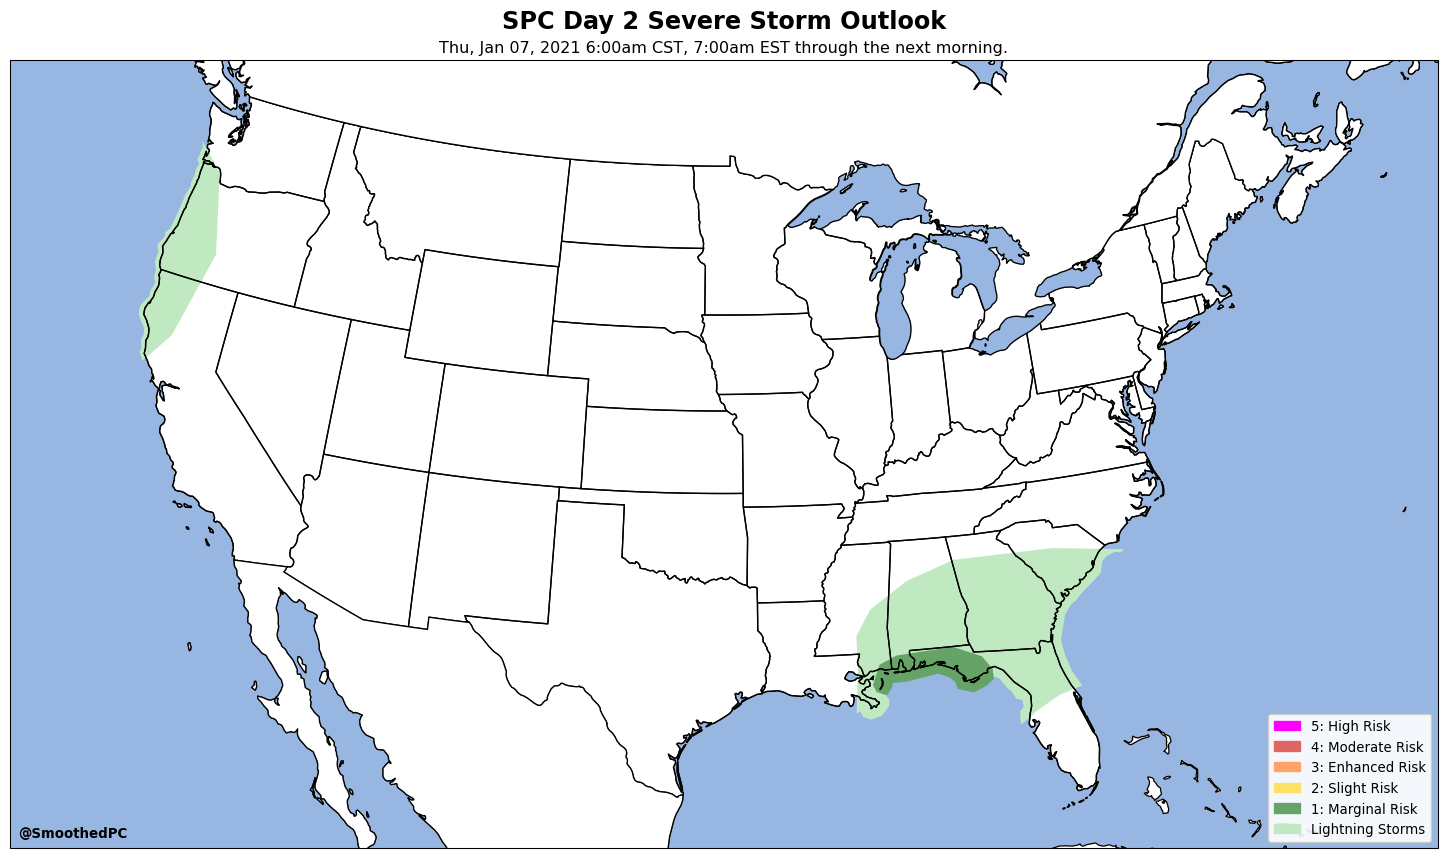 SPC Day 2 Severe Storm Outlook
Thu, Jan 07, 2021 6:00am CST, 7:00am EST through the next morning.
5: High Risk
4: Moderate Risk
3: Enhanced Risk
2: Slight Risk
1: Marginal Risk
Lightning Storms
@SmoothedPC